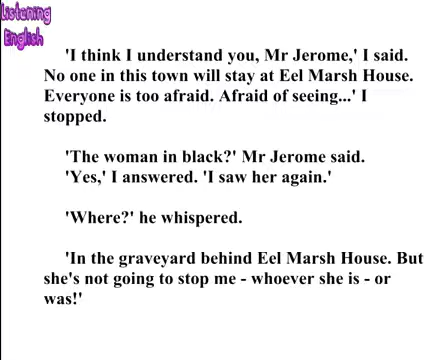 Listening
English
'I think I understand you, Mr Jerome,' I said.
No one in this town will stay at Eel Marsh House.
Everyone is too afraid. Afraid of seeing...' I
stopped.
'The woman in black?' Mr Jerome said.
'Yes,' I answered. 'I saw her again.'
'Where?' he whispered.
'In the graveyard behind Eel Marsh House. But
she's not going to stop me - whoever she is - or
was!'